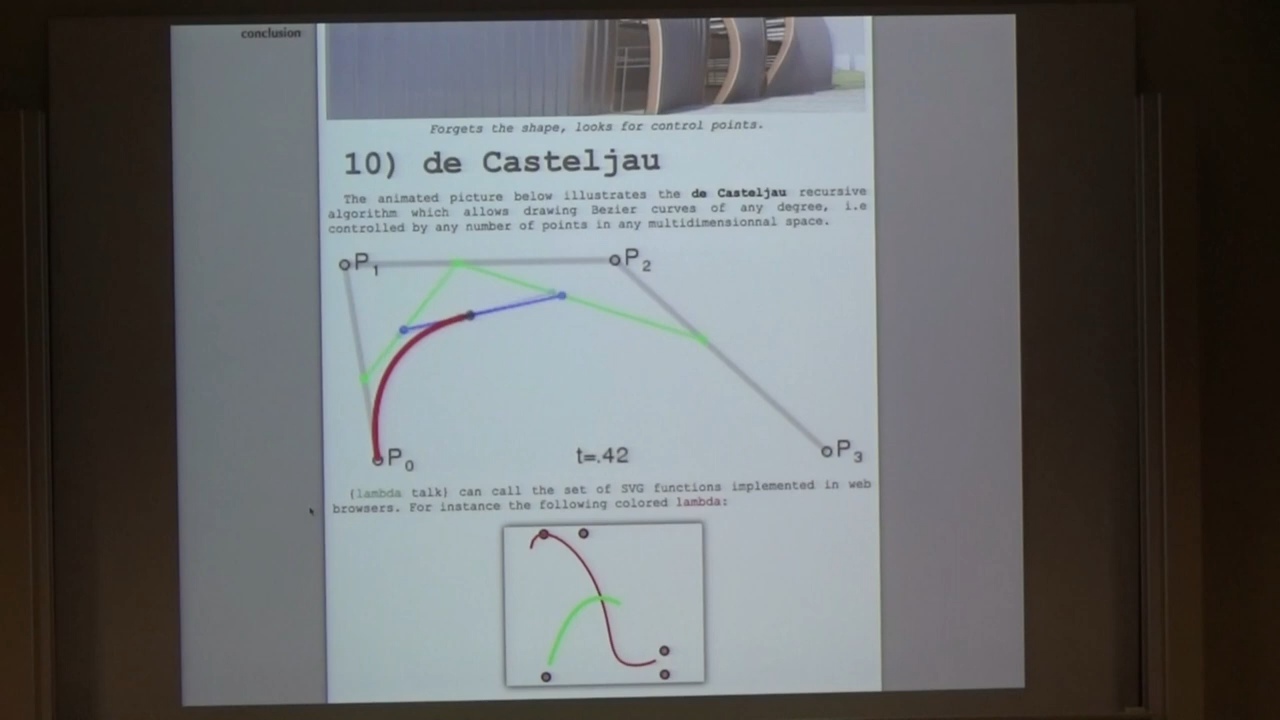 conclusion
Forgets the shape, looks for control points.
10) de Casteljau
The animated picture below illustrates the de Casteljau recursive
algorithm which allows drawing Bezier curves of any degree, i.e
controlled by any number of points in any multidimensionnal space.
P1
P2
P0
t=.42
P3
{lambda talk} can call the set of SVG functions implemented in web
browsers. For instance the following colored lambda: